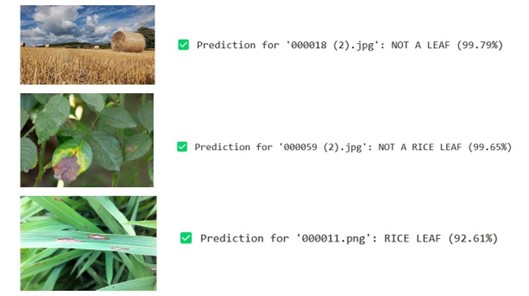 ✅ Prediction for '000018 (2).jpg': NOT A LEAF (99.79%)
✅ Prediction for '000059 (2).jpg': NOT A RICE LEAF (99.65%)
✅ Prediction for '000011.png': RICE LEAF (92.61%)